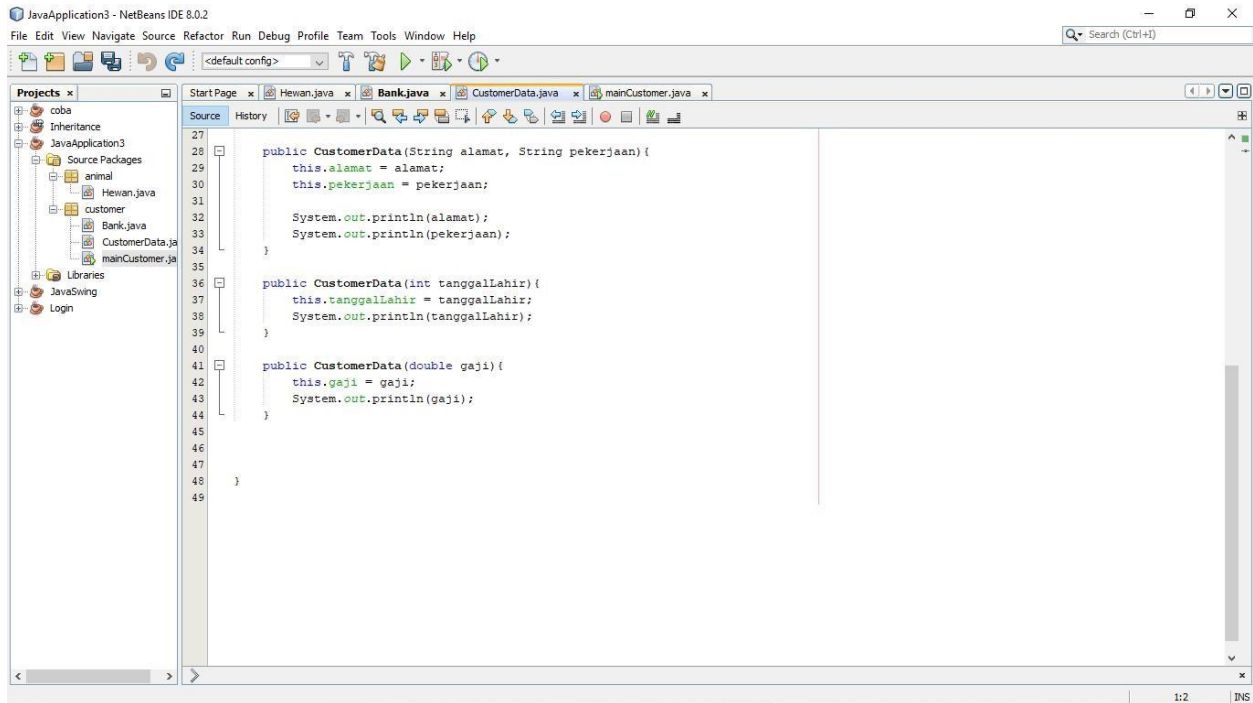 JavaApplication3 - NetBeans IDE 8.0.2
File Edit View Navigate Source Refactor Run Debug Profile Team Tools Window Help
Search (Ctrl+I)
<default config>
Projects
coba
Inheritance
JavaApplication3
Source Packages
animal
Hewan.java
customer
Bank.java
CustomerData.ja
mainCustomer.ja
Libraries
JavaSwing
Login
Start Page Hewan.java Bank.java CustomerData.java mainCustomer.java
Source History
27
28 public CustomerData(String alamat, String pekerjaan){
29 this.alamat = alamat;
30 this.pekerjaan = pekerjaan;
31
32 System.out.println(alamat);
33 System.out.println(pekerjaan);
34 }
35
36 public CustomerData(int tanggalLahir){
37 this.tanggalLahir = tanggalLahir;
38 System.out.println(tanggalLahir);
39 }
40
41 public CustomerData(double gaji){
42 this.gaji = gaji;
43 System.out.println(gaji);
44 }
45
46
47
48 }
49
1:2 INS